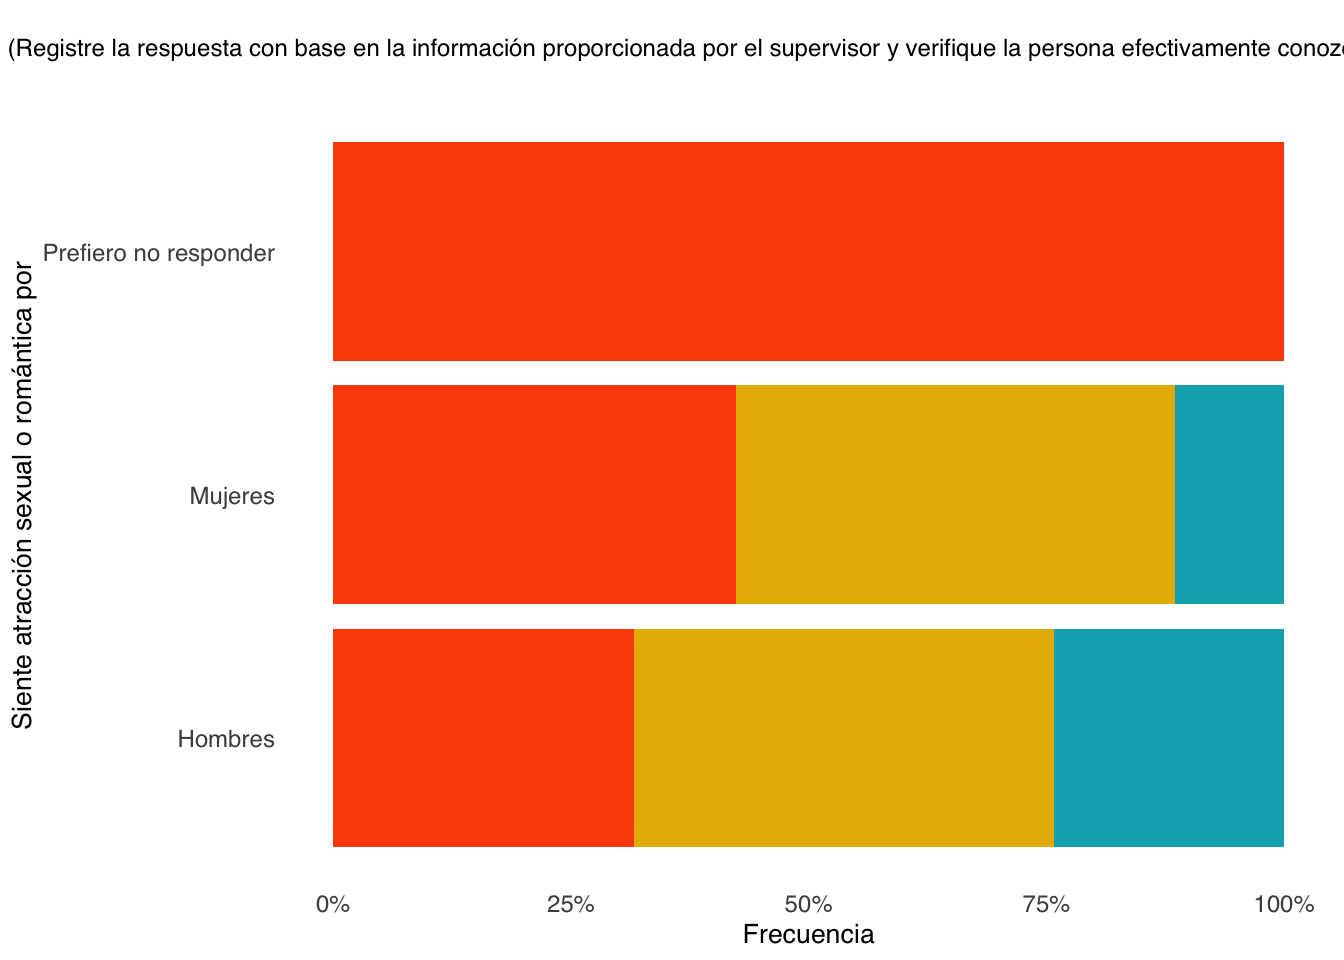 (Registre la respuesta con base en la información proporcionada por el supervisor y verifique la persona efectivamente
Prefiero no responder
Mujeres
Hombres
Siente atracción sexual o romántica por
0% 25% 50% 75% 100%
Frecuencia